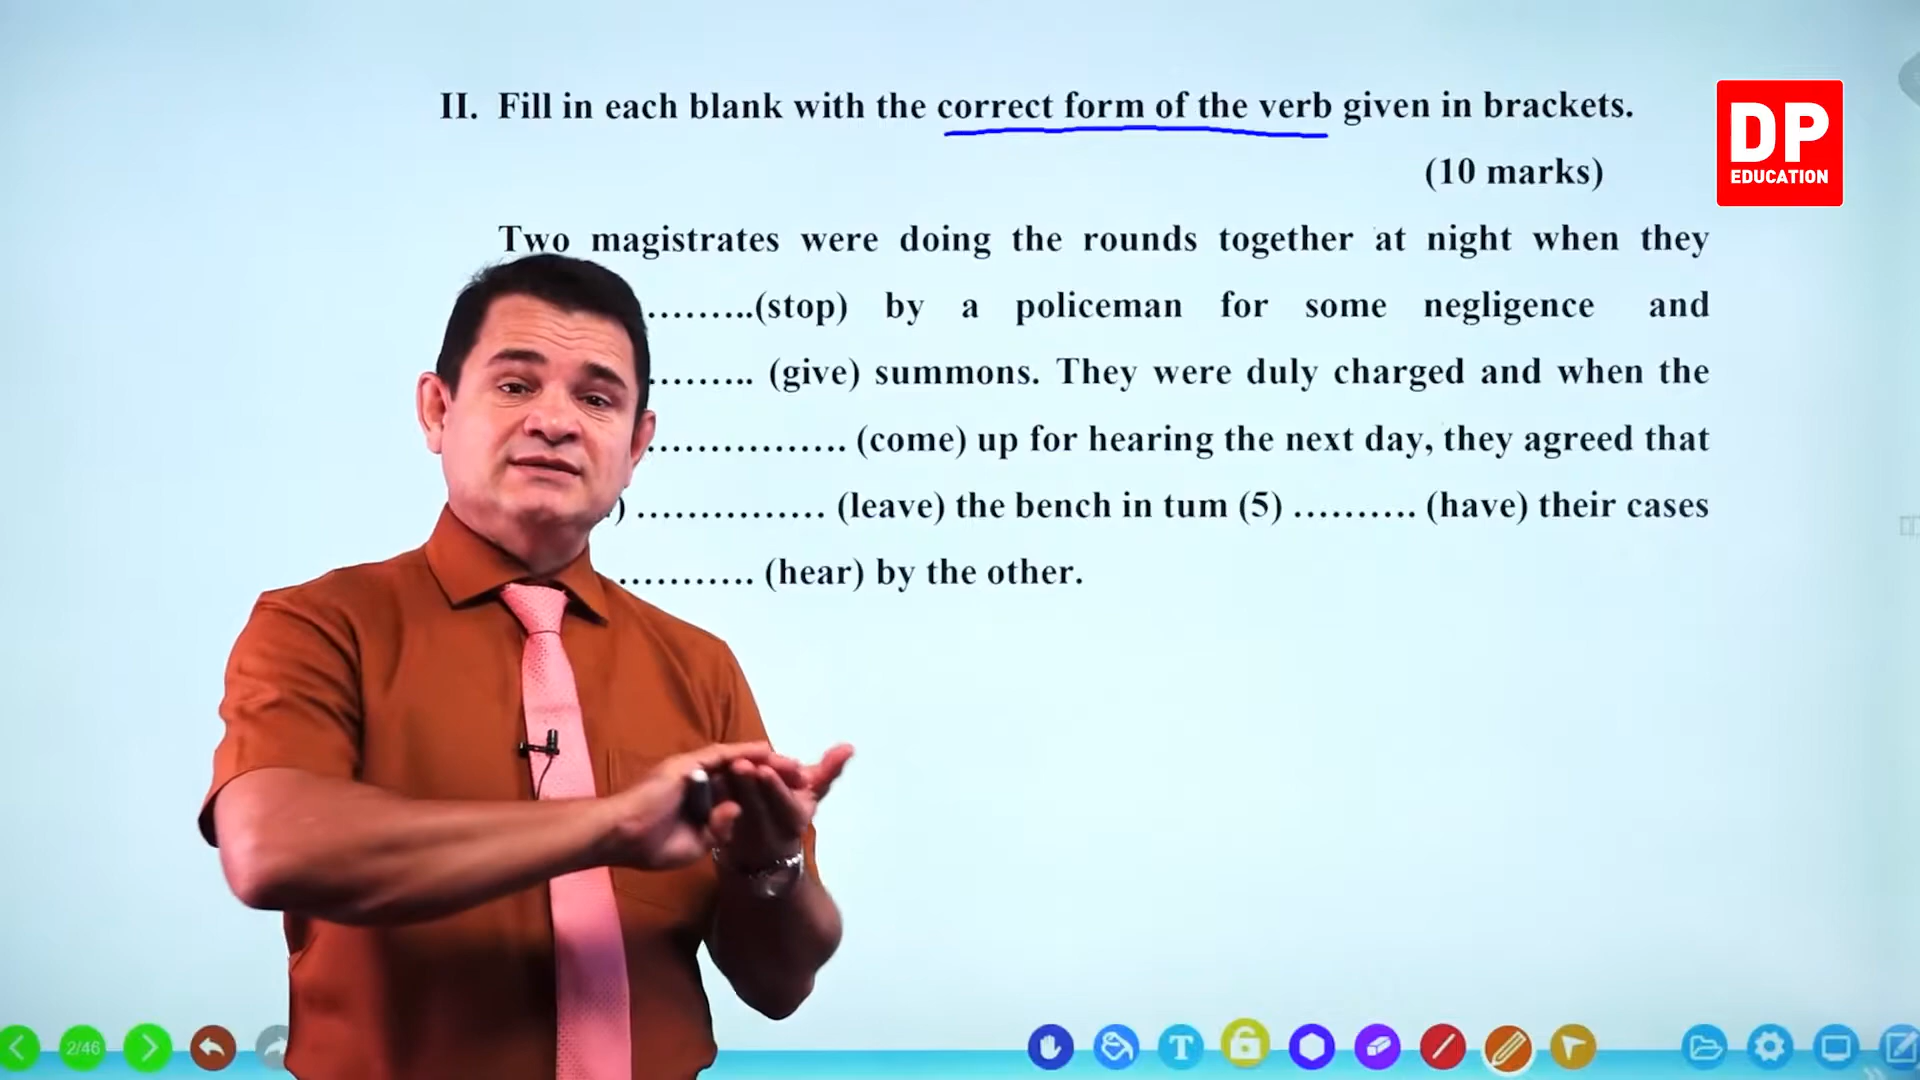 II. Fill in each blank with the correct form of the verb given in brackets.
(10 marks)
DP
EDUCATION
Two magistrates were doing the rounds together at night when they
………..(stop) by a policeman for some negligence and
……….. (give) summons. They were duly charged and when the
……………. (come) up for hearing the next day, they agreed that
) …………… (leave) the bench in tum (5) ………. (have) their cases
………… (hear) by the other.
2/46
T